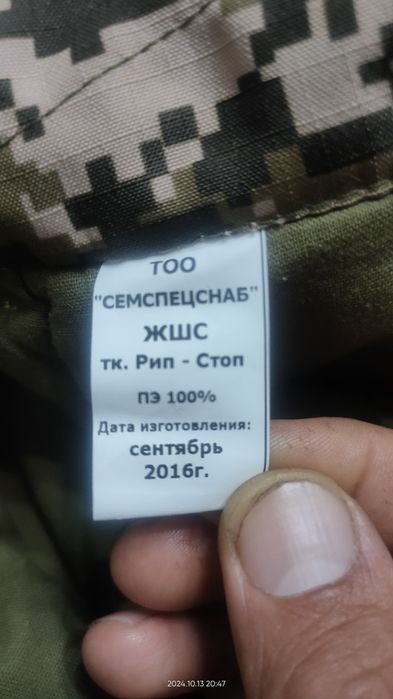 ТОО
"СЕМСПЕЦСНАБ"
ЖШС
тк. Рип - Стоп
ПЭ 100%
Дата изготовления:
сентябрь
2016г.
2024.10.13 20:47